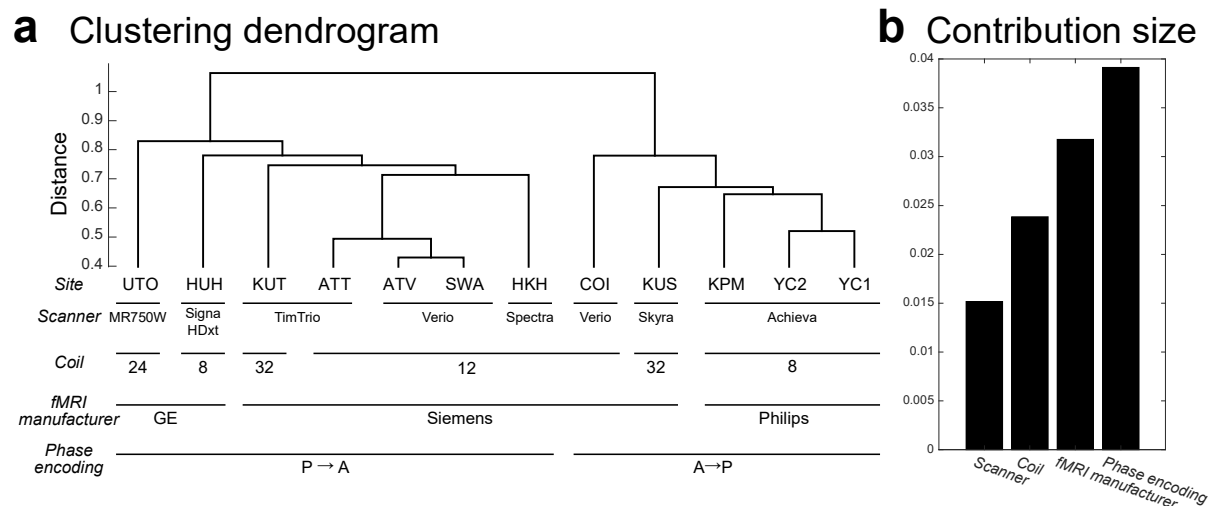 a Clustering dendrogram
Distance
1
0.9
0.8
0.7
0.6
0.5
0.4
Site UTO HUH KUT ATT ATV SWA HKH COI KUS KPM YC2 YC1
Scanner MR750W Signa HDxt TimTrio Verio Spectra Verio Skyra Achieva
Coil 24 8 32 12 32 8
fMRI manufacturer GE Siemens Philips
Phase encoding P → A A→P
b Contribution size
0.04
0.035
0.03
0.025
0.02
0.015
0.01
0.005
0
Scanner
Coil
fMRI manufacturer
Phase encoding